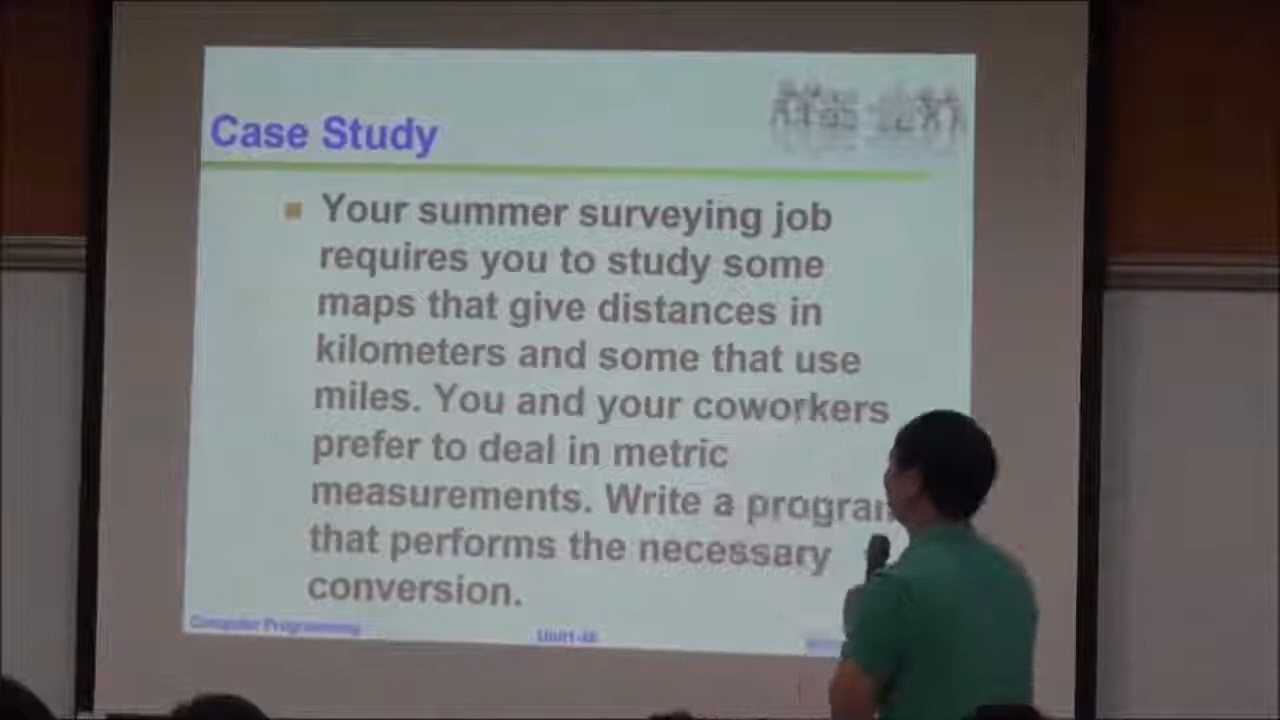 Case Study
Your summer surveying job
requires you to study some
maps that give distances in
kilometers and some that use
miles. You and your coworkers
prefer to deal in metric
measurements. Write a program
that performs the necessary
conversion.
Computer Programming